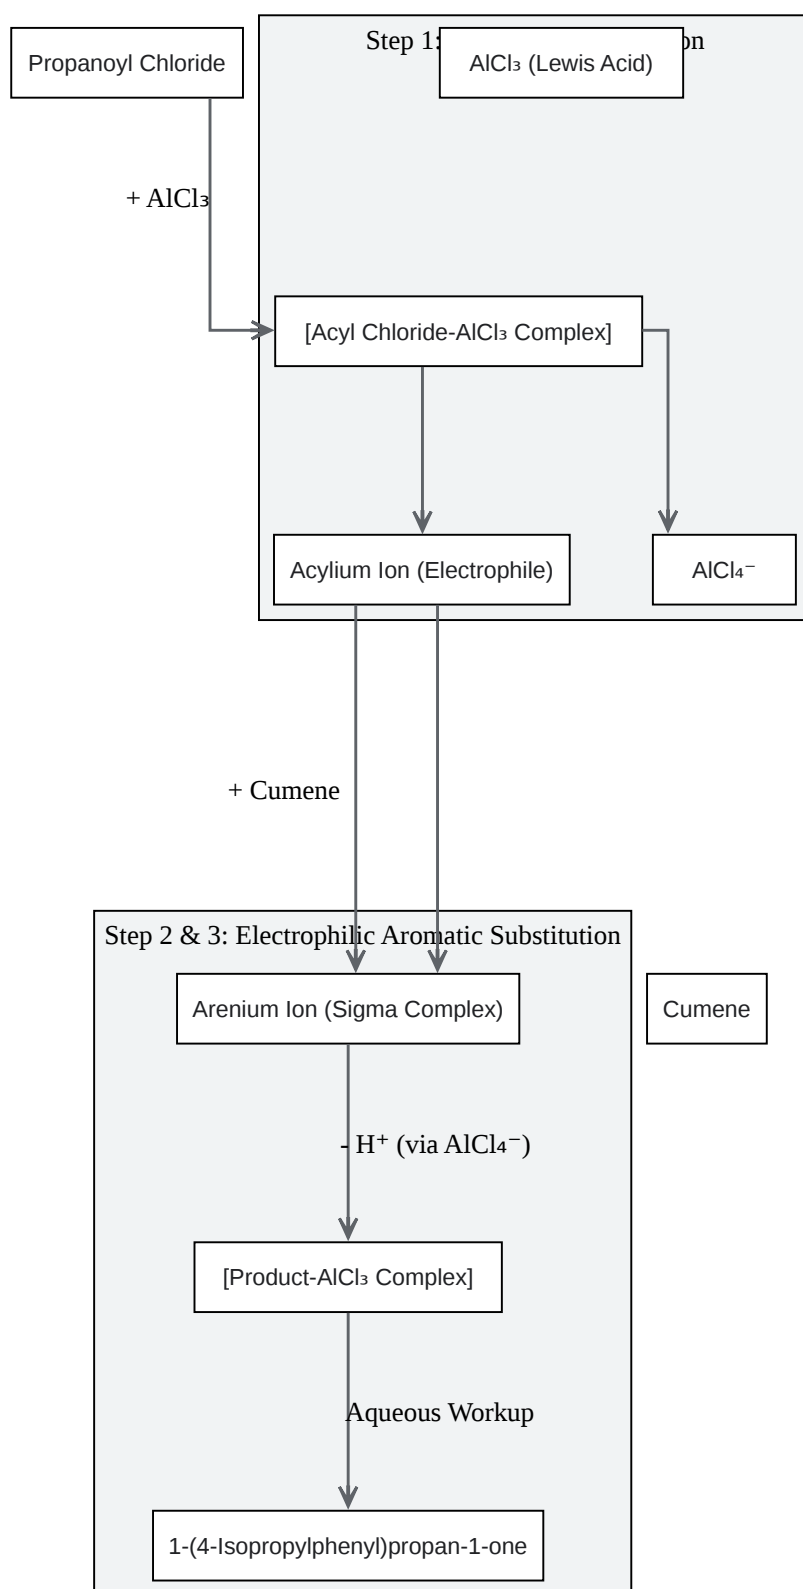 Step 1:
on
Propanoyl Chloride
AlCl₃ (Lewis Acid)
+ AlCl₃
[Acyl Chloride-AlCl₃ Complex]
Acylium Ion (Electrophile)
AlCl₄⁻
+ Cumene
Step 2 & 3: Electrophilic Aromatic Substitution
Arenium Ion (Sigma Complex)
Cumene
- H⁺ (via AlCl₄⁻)
[Product-AlCl₃ Complex]
Aqueous Workup
1-(4-Isopropylphenyl)propan-1-one